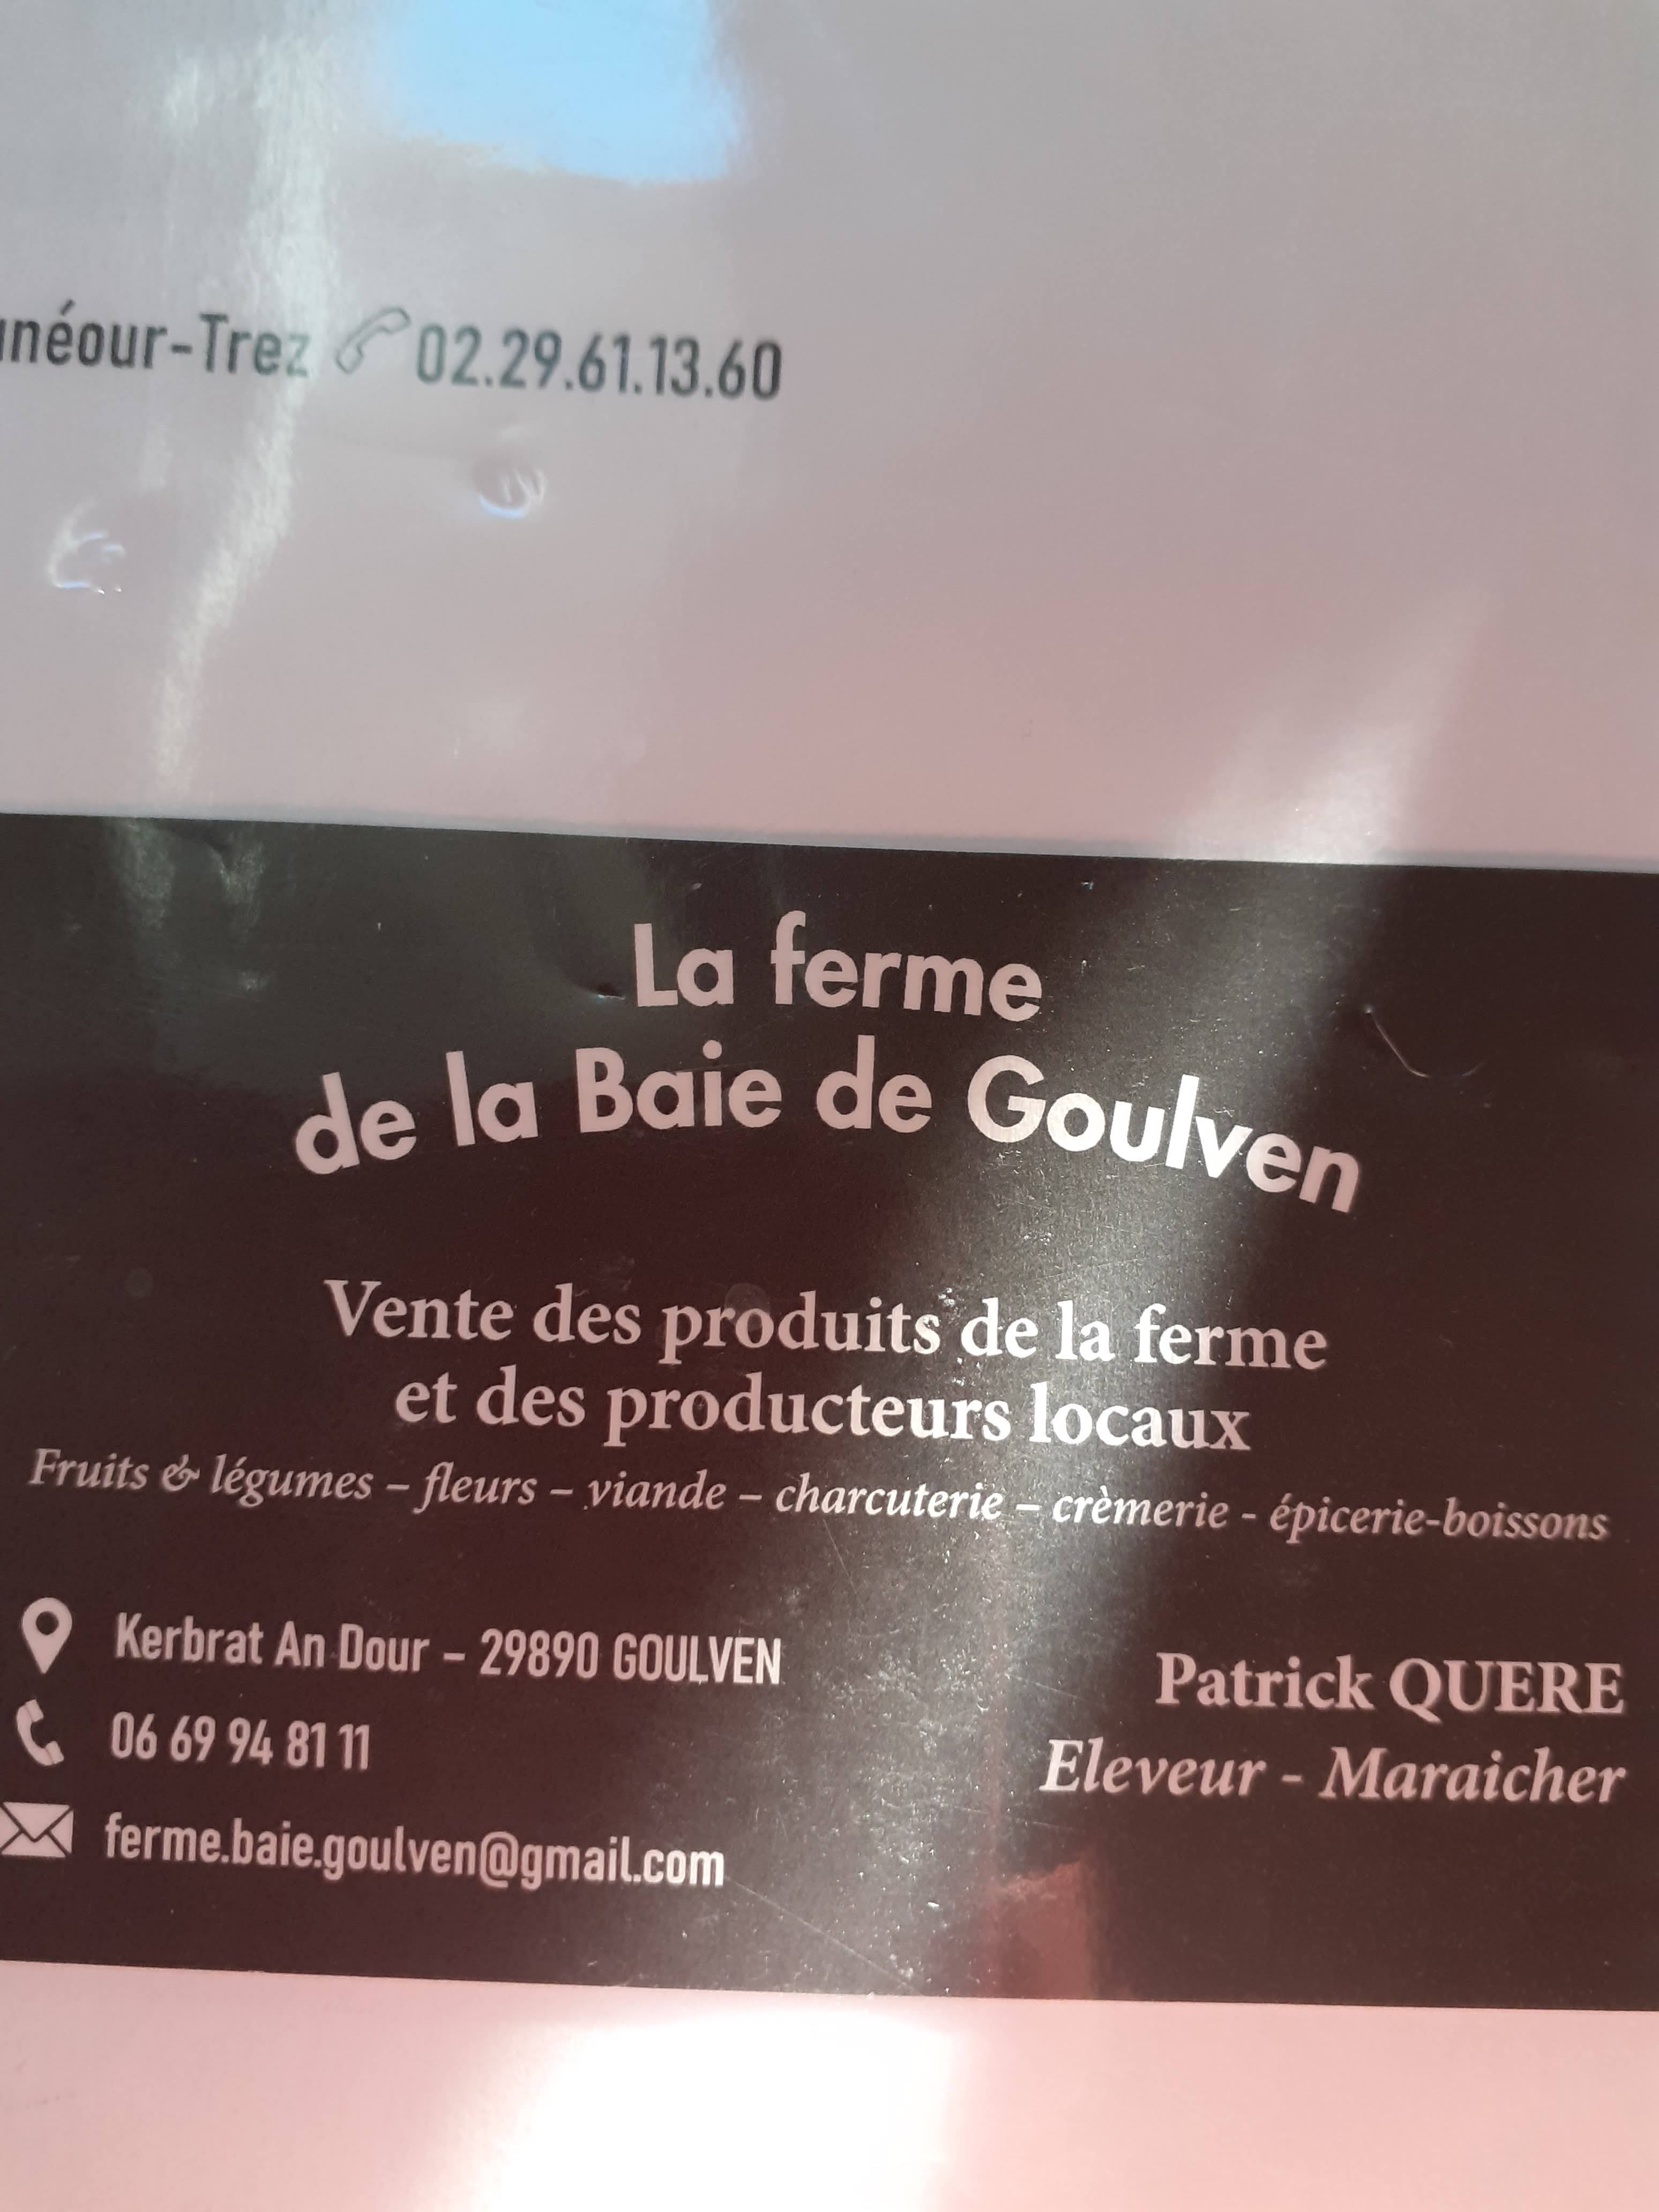 néour-Trez 02.29.61.13.60
La ferme
de la Baie de Goulven
Vente des produits de la ferme
et des producteurs locaux
Fruits & légumes – fleurs – viande – charcuterie – crèmerie - épicerie-boissons
Kerbrat An Dour – 29890 GOULVEN
06 69 94 81 11
ferme.baie.goulven@gmail.com
Patrick QUERE
Eleveur - Maraicher